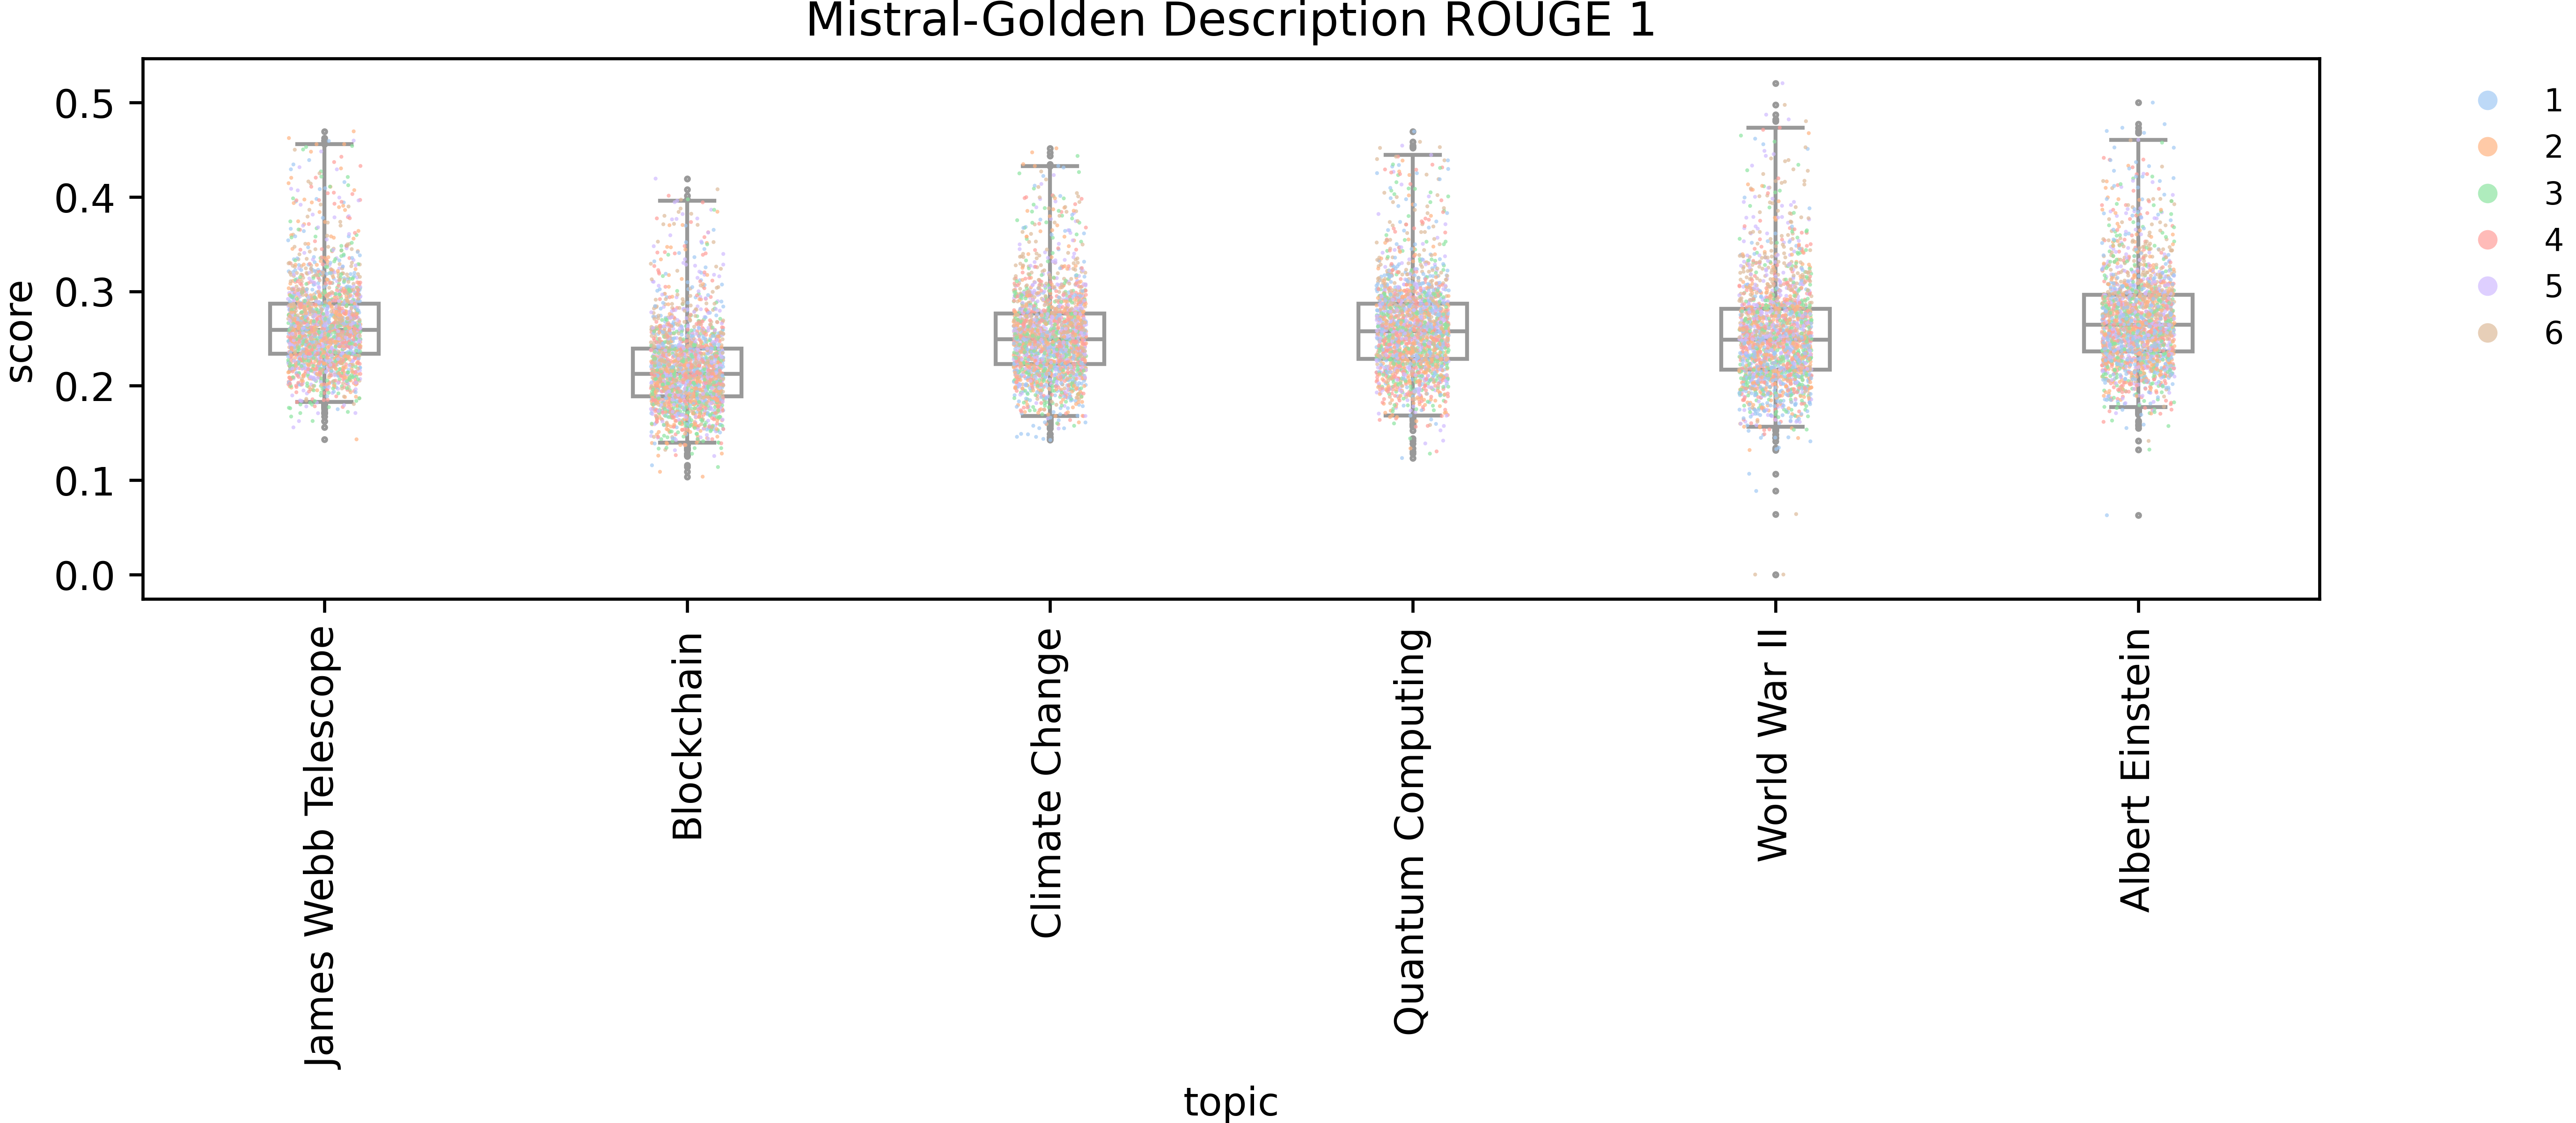 Mistral-Golden Description ROUGE 1
score
0.5
0.4
0.3
0.2
0.1
0.0
James Webb Telescope
Blockchain
Climate Change
Quantum Computing
World War II
Albert Einstein
topic
1
2
3
4
5
6